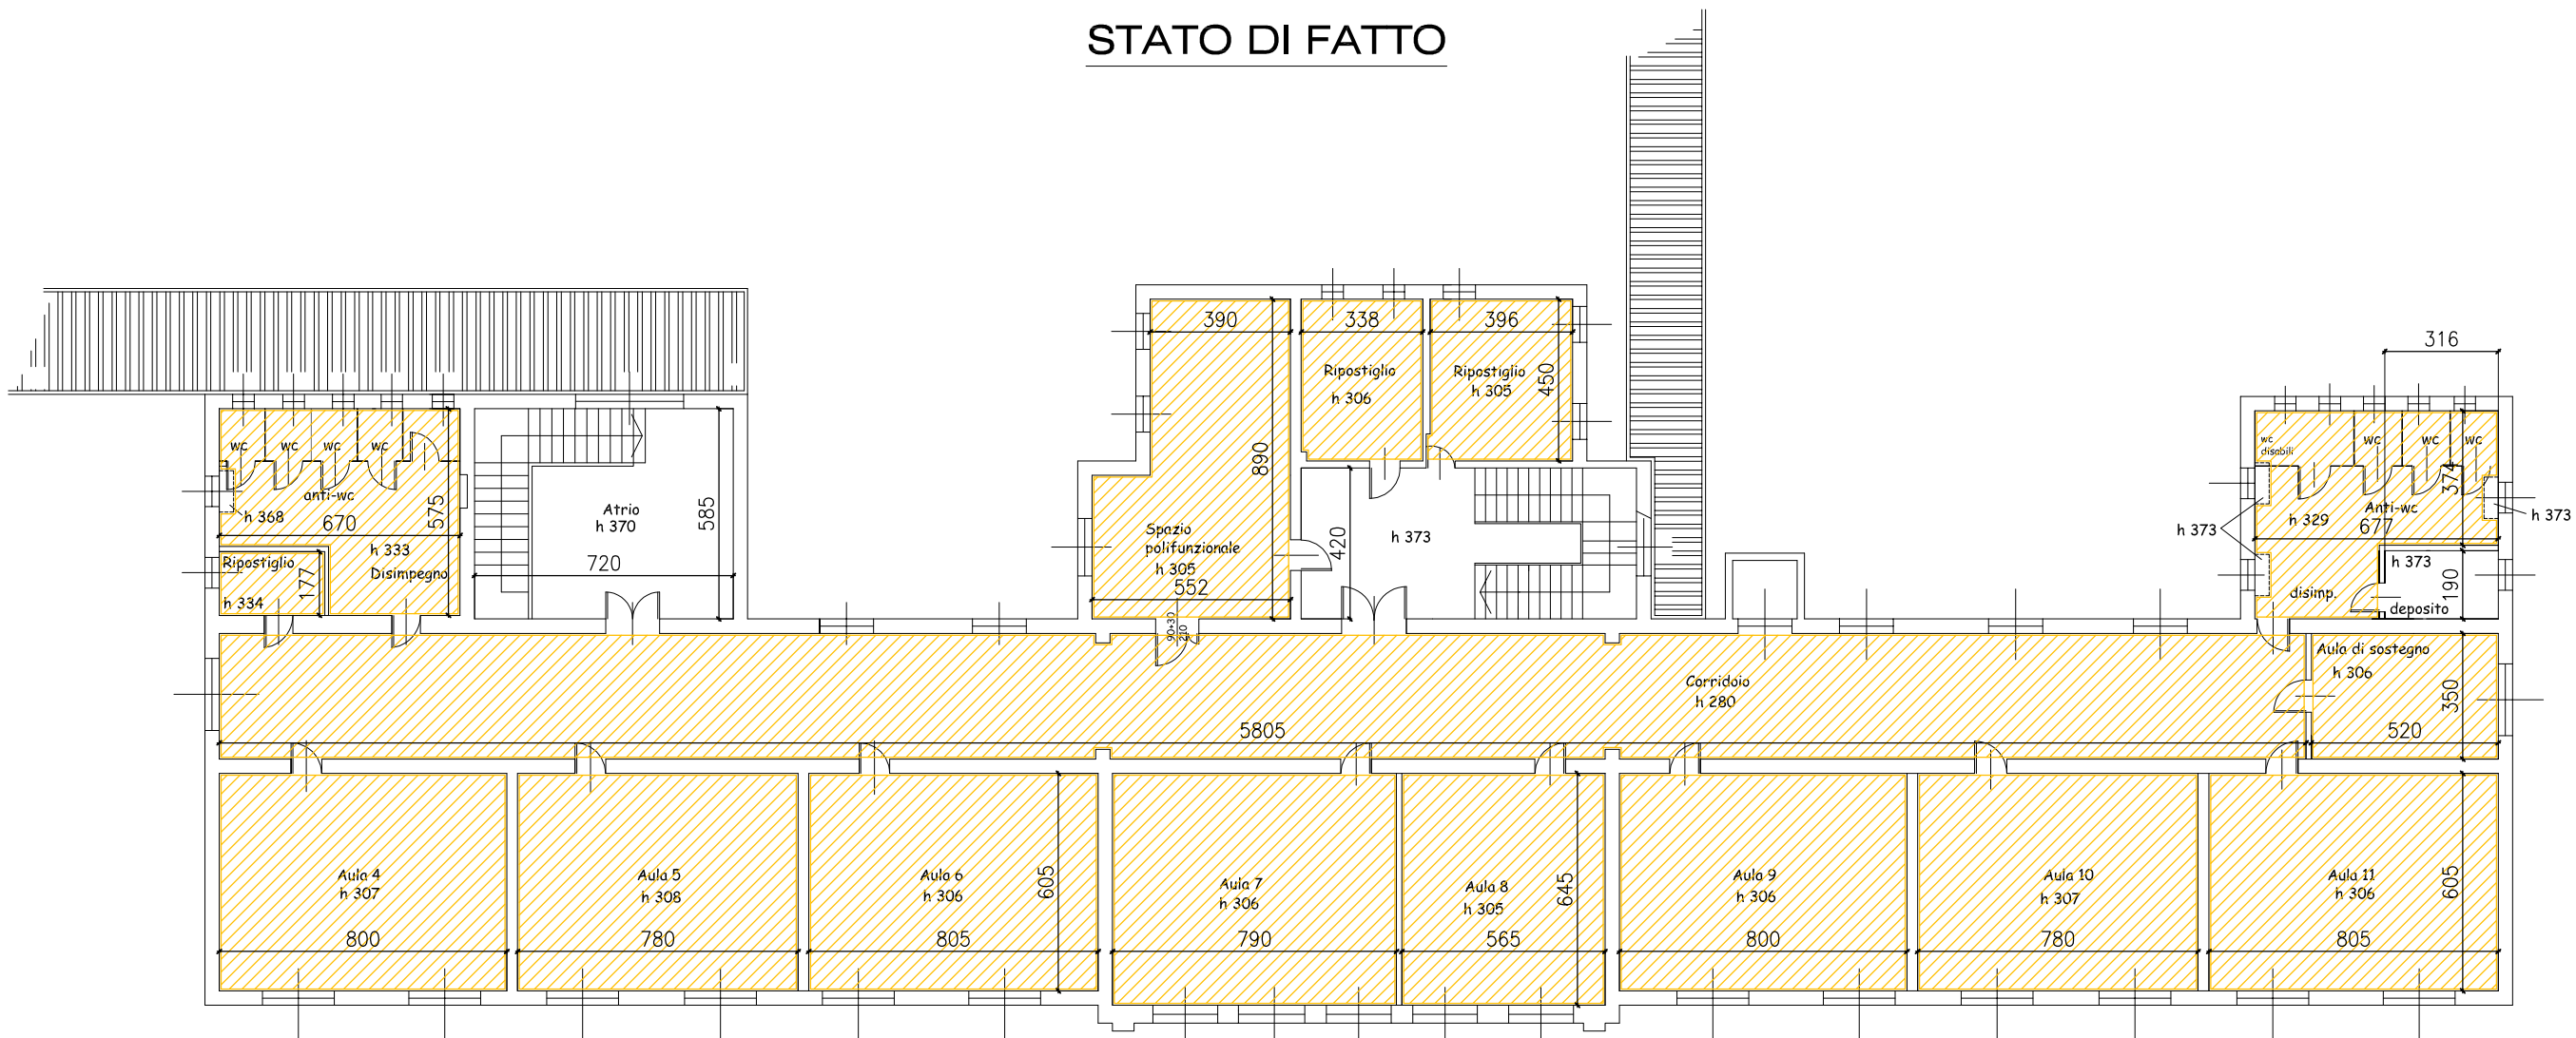 STATO DI FATTO
390
338
396
316
Ripostiglio
h 306
Ripostiglio
h 305
450
890
wc
wc
wc
wc
anti-wc
h 368
670
575
h 333
Disimpegno
Ripostiglio
h 334
177
Atrio
h 370
585
720
Spazio
polifunzionale
h 305
552
420
h 373
90+30
210
wc
disabili
wc
wc
wc
374
Anti-wc
h 329
677
h 373
h 373
h 373
190
disimp.
deposito
Corridoio
h 280
5805
Aula di sostegno
h 306
350
520
Aula 4
h 307
800
Aula 5
h 308
780
Aula 6
h 306
605
805
Aula 7
h 306
790
Aula 8
h 305
645
565
Aula 9
h 306
800
Aula 10
h 307
780
Aula 11
h 306
605
805